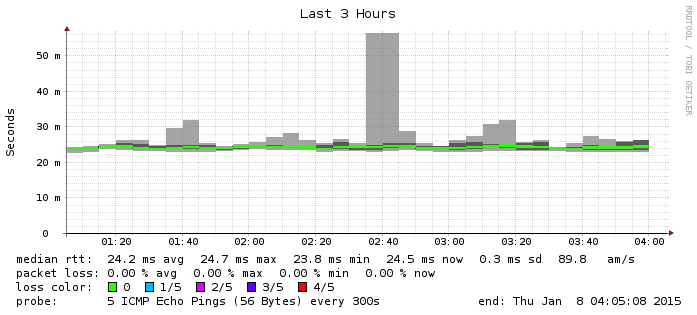 Last 3 Hours
RRDTOOL / TOBI OETIKER
Seconds
50 m
40 m
30 m
20 m
10 m
0
01:20 01:40 02:00 02:20 02:40 03:00 03:20 03:40 04:00
median rtt: 24.2 ms avg 24.7 ms max 23.8 ms min 24.5 ms now 0.3 ms sd 89.8 am/s
packet loss: 0.00 % avg 0.00 % max 0.00 % min 0.00 % now
loss color: 0 1/5 2/5 3/5 4/5
probe: 5 ICMP Echo Pings (56 Bytes) every 300s end: Thu Jan 8 04:05:08 2015